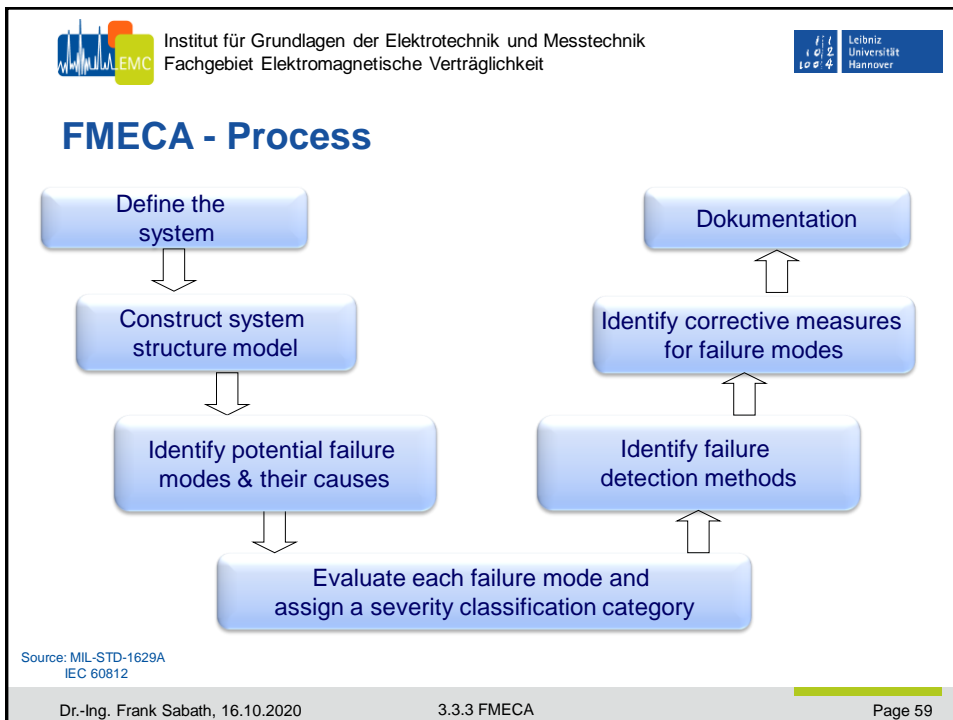 Institut für Grundlagen der Elektrotechnik und Messtechnik
Fachgebiet Elektromagnetische Verträglichkeit
EMC
Leibniz
Universität
Hannover
FMECA - Process
Define the
system
Construct system
structure model
Identify potential failure
modes & their causes
Evaluate each failure mode and
assign a severity classification category
Identify failure
detection methods
Identify corrective measures
for failure modes
Dokumentation
Source: MIL-STD-1629A
IEC 60812
Dr.-Ing. Frank Sabath, 16.10.2020
3.3.3 FMECA
Page 59